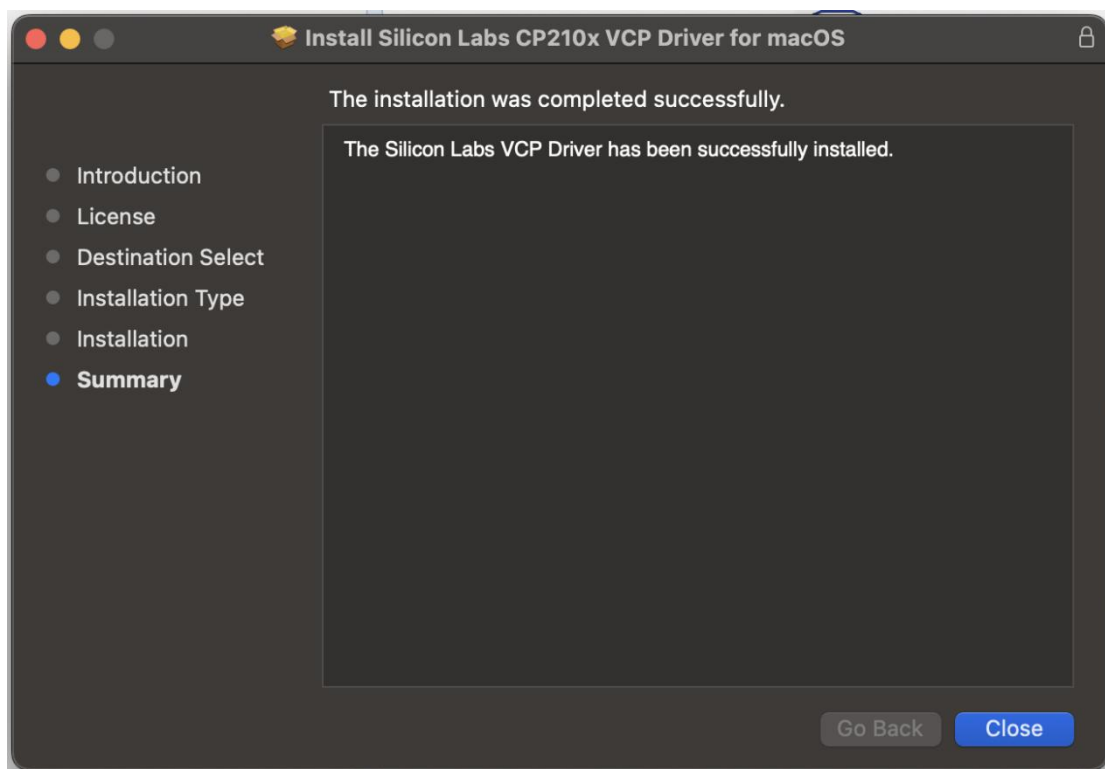 Install Silicon Labs CP210x VCP Driver for macOS
The installation was completed successfully.
The Silicon Labs VCP Driver has been successfully installed.
Introduction
License
Destination Select
Installation Type
Installation
Summary
Go Back
Close